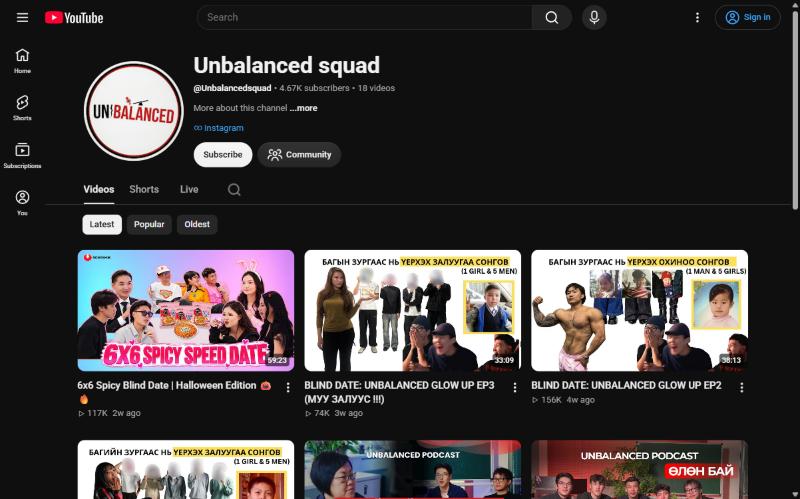 YouTube
Search
Sign in
Home
Shorts
Subscriptions
You
UN!BALANCED
Unbalanced squad
@Unbalancedsquad • 4.67K subscribers • 18 videos
More about this channel ...more
Instagram
Subscribe
Community
Videos
Shorts
Live
Latest
Popular
Oldest
6X6 SPICY SPEED DATE
59:23
БАГЫН ЗУРГААС НЬ ҮЕРХЭХ ЗАЛУУГАА СОНГОВ
(1 GIRL & 5 MEN)
33:09
БАГЫН ЗУРГААС НЬ ҮЕРХЭХ ОХИНОО СОНГОВ
(1 MAN & 5 GIRLS)
38:13
6x6 Spicy Blind Date | Halloween Edition 🎃
🔥
117K 2w ago
BLIND DATE: UNBALANCED GLOW UP EP3
(МУУ ЗАЛУУС !!!)
74K 3w ago
BLIND DATE: UNBALANCED GLOW UP EP2
156K 4w ago
БАГИЙН ЗУРГААС НЬ ҮЕРХЭХ ЗАЛУУГАА СОНГОВ
(1 GIRL & 5 MEN)
UNBALANCED PODCAST
UNBALANCED PODCAST
ӨЛӨН БАЙ